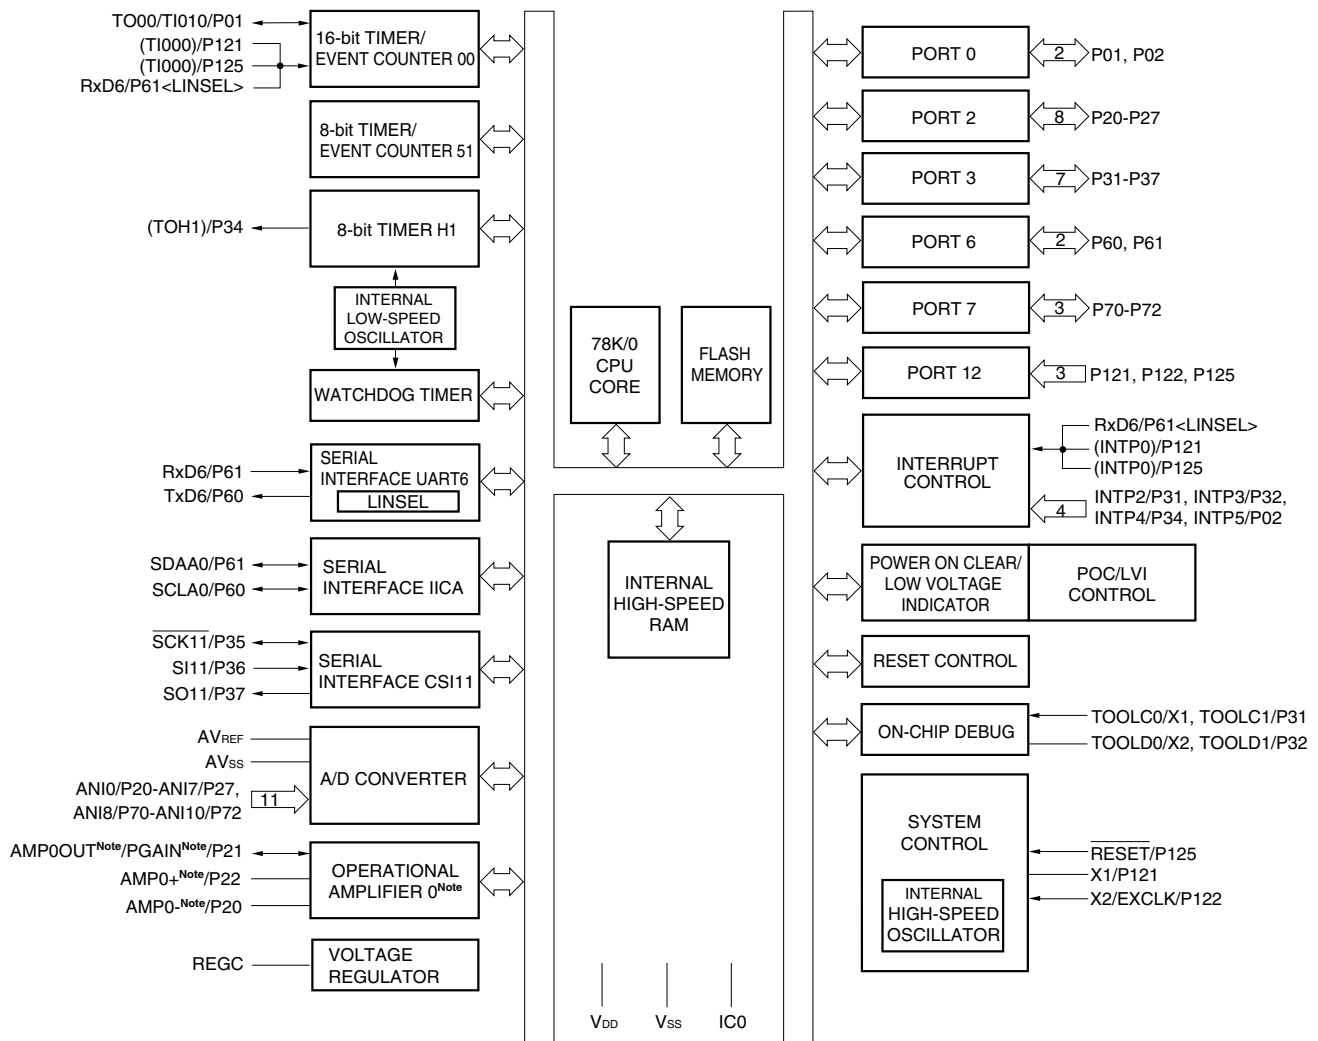 TO00/TI010/P01
(TI000)/P121
(TI000)/P125
RxD6/P61<LINSEL>
16-bit TIMER/
EVENT COUNTER 00
8-bit TIMER/
EVENT COUNTER 51
(TOH1)/P34
8-bit TIMER H1
INTERNAL
LOW-SPEED
OSCILLATOR
WATCHDOG TIMER
RxD6/P61
TxD6/P60
SERIAL
INTERFACE UART6
LINSEL
SDAA0/P61
SCLA0/P60
SERIAL
INTERFACE IICA
SCK11/P35
SI11/P36
SO11/P37
SERIAL
INTERFACE CSI11
AVREF
AVSS
ANI0/P20-ANI7/P27,
ANI8/P70-ANI10/P72
11
A/D CONVERTER
AMP0OUTNote/PGAINNote/P21
AMP0+Note/P22
AMP0-Note/P20
OPERATIONAL
AMPLIFIER 0Note
REGC
VOLTAGE
REGULATOR
78K/0
CPU
CORE
FLASH
MEMORY
INTERNAL
HIGH-SPEED
RAM
VDD
VSS
IC0
PORT 0
2
P01, P02
PORT 2
8
P20-P27
PORT 3
7
P31-P37
PORT 6
2
P60, P61
PORT 7
3
P70-P72
PORT 12
3
P121, P122, P125
INTERRUPT
CONTROL
RxD6/P61<LINSEL>
(INTP0)/P121
(INTP0)/P125
4
INTP2/P31, INTP3/P32,
INTP4/P34, INTP5/P02
POWER ON CLEAR/
LOW VOLTAGE
INDICATOR
POC/LVI
CONTROL
RESET CONTROL
ON-CHIP DEBUG
TOOLC0/X1, TOOLC1/P31
TOOLD0/X2, TOOLD1/P32
SYSTEM
CONTROL
INTERNAL
HIGH-SPEED
OSCILLATOR
RESET/P125
X1/P121
X2/EXCLK/P122